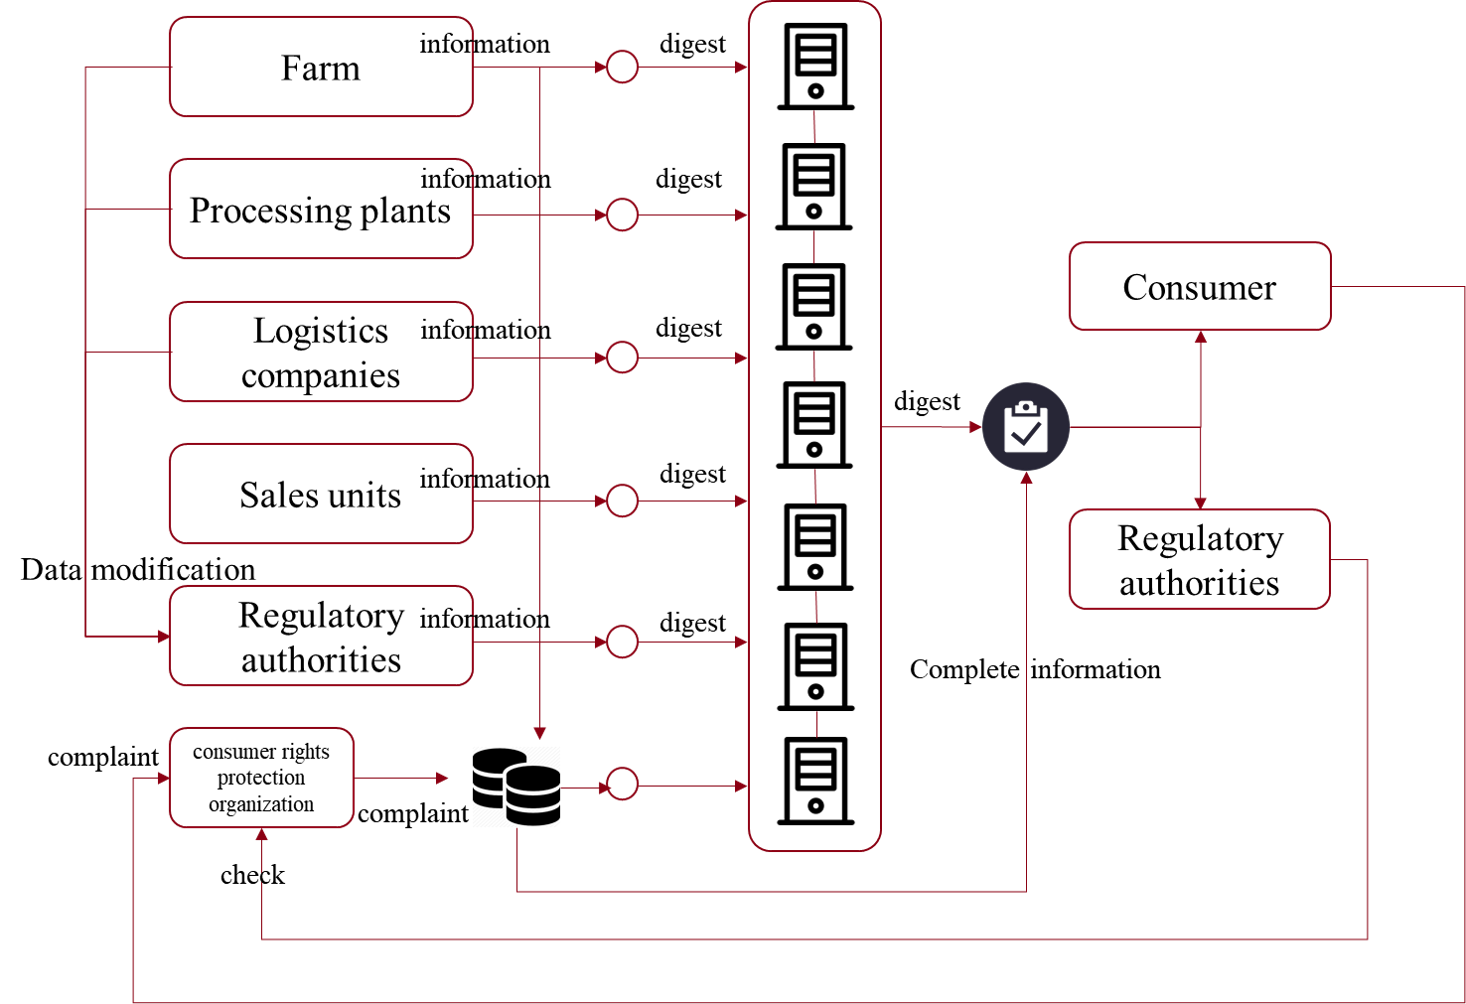 information
digest
Farm
information
digest
Processing plants
Logistics
companies
information
digest
Consumer
digest
Sales units
information
digest
Data modification
Regulatory
authorities
information
digest
Regulatory
authorities
Complete information
complaint
consumer rights
protection
organization
complaint
check